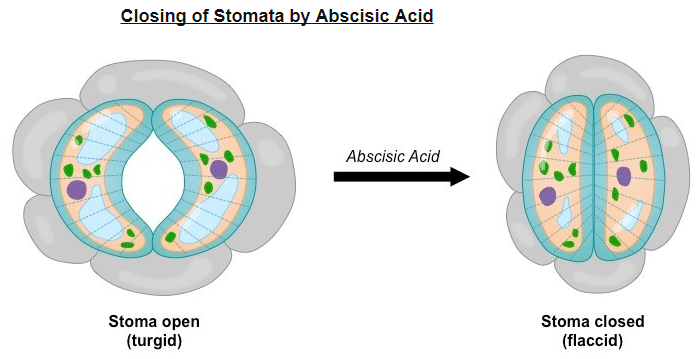 Closing of Stomata by Abscisic Acid
Abscisic Acid
Stoma open
(turgid)
Stoma closed
(flaccid)